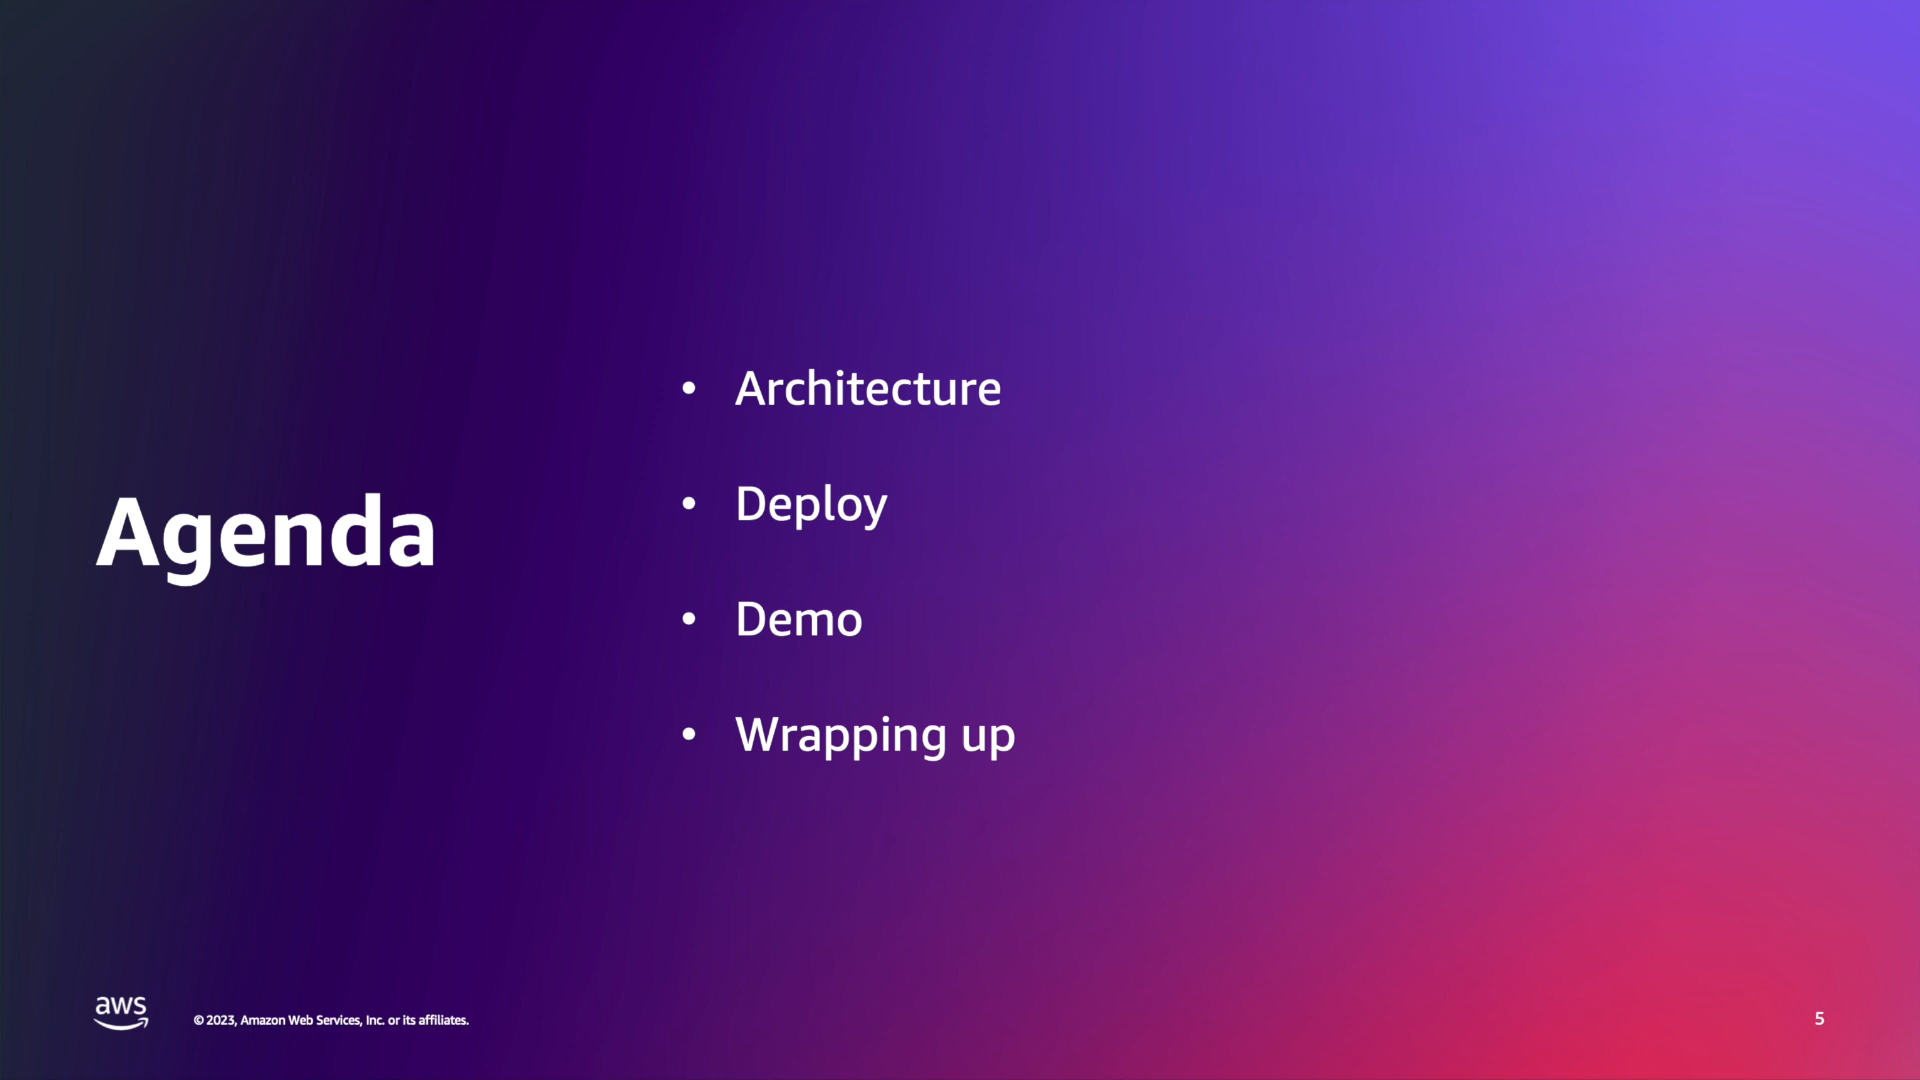 Agenda
• Architecture
• Deploy
• Demo
• Wrapping up
aws
© 2023, Amazon Web Services, Inc. or its affiliates.
5